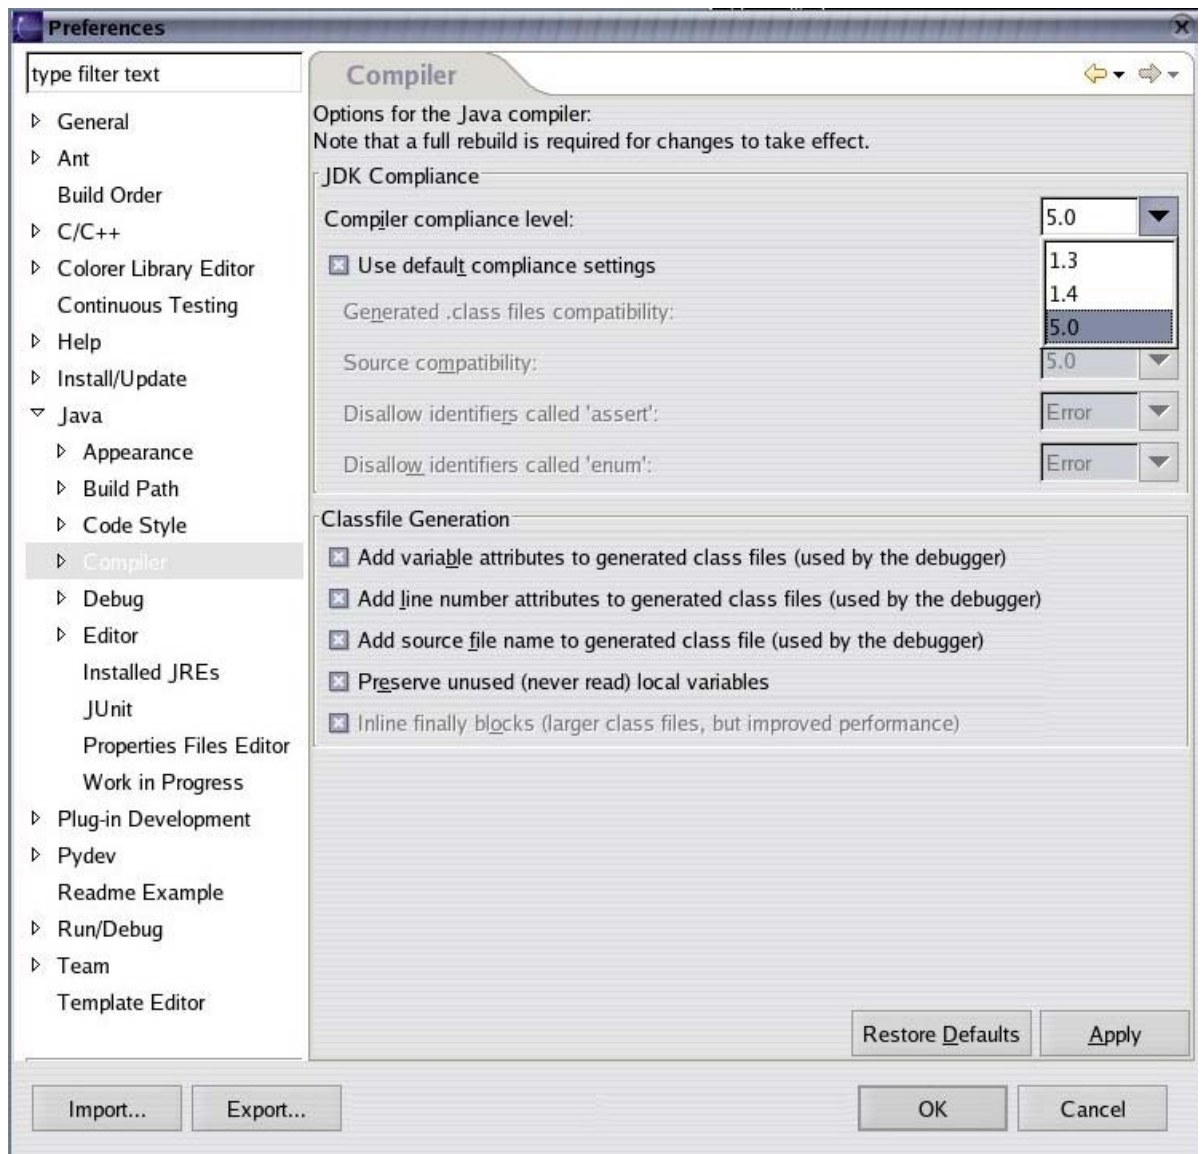 Preferences
type filter text
General
Ant
Build Order
C/C++
Colorer Library Editor
Continuous Testing
Help
Install/Update
Java
Appearance
Build Path
Code Style
Compiler
Debug
Editor
Installed JREs
JUnit
Properties Files Editor
Work in Progress
Plug-in Development
Pydev
Readme Example
Run/Debug
Team
Template Editor
Compiler
Options for the Java compiler:
Note that a full rebuild is required for changes to take effect.
JDK Compliance
Compiler compliance level: 5.0
1.3
1.4
5.0
Use default compliance settings
Generated .class files compatibility:
Source compatibility: 5.0
Disallow identifiers called 'assert': Error
Disallow identifiers called 'enum': Error
Classfile Generation
Add variable attributes to generated class files (used by the debugger)
Add line number attributes to generated class files (used by the debugger)
Add source file name to generated class file (used by the debugger)
Preserve unused (never read) local variables
Inline finally blocks (larger class files, but improved performance)
Restore Defaults Apply
Import... Export... OK Cancel